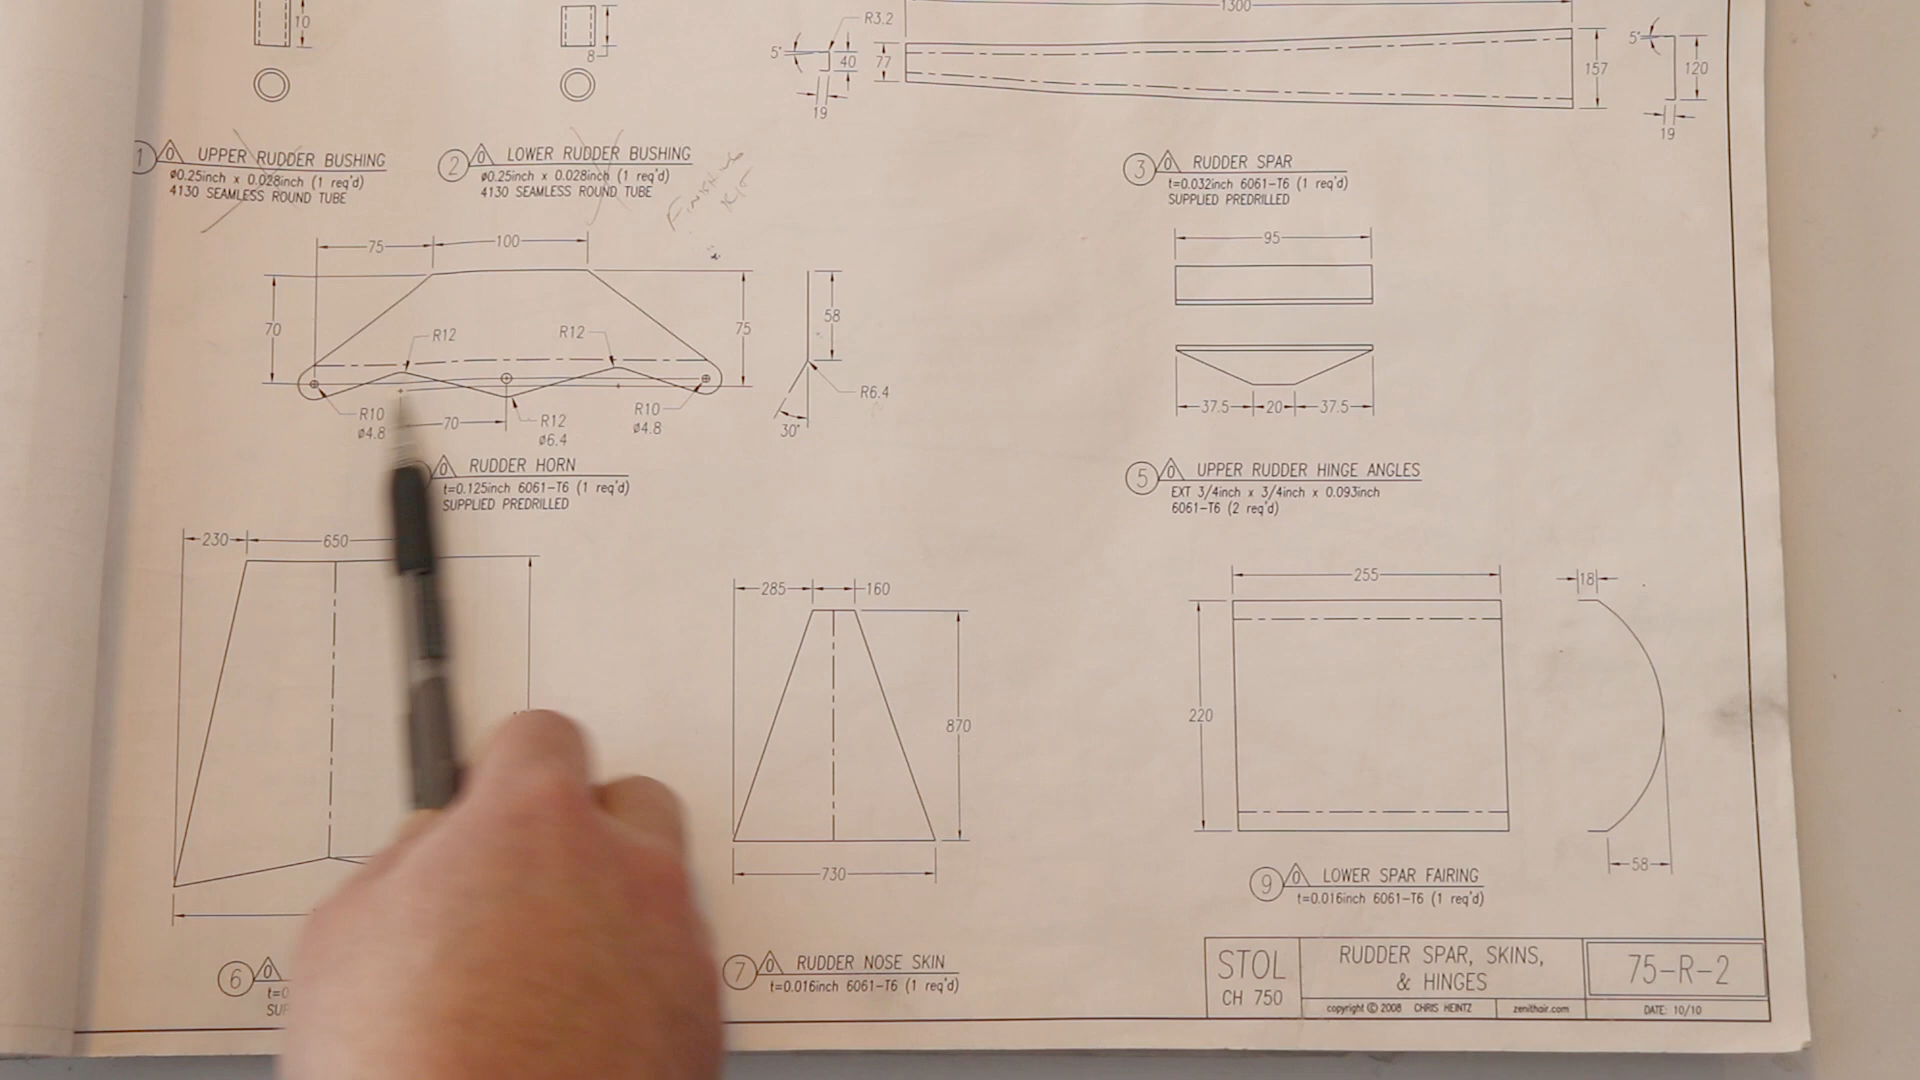 10
8
5°
R3.2
40
77
19
1300
157
5°
120
19
1 0 UPPER RUDDER BUSHING
ø0.25inch x 0.028inch (1 req'd)
4130 SEAMLESS ROUND TUBE
2 0 LOWER RUDDER BUSHING
ø0.25inch x 0.028inch (1 req'd)
4130 SEAMLESS ROUND TUBE
3 0 RUDDER SPAR
t=0.032inch 6061-T6 (1 req'd)
SUPPLIED PREDRILLED
75
100
70
R12
R12
75
58
R10
ø4.8
70
R12
ø6.4
R10
ø4.8
R6.4
30°
0 RUDDER HORN
t=0.125inch 6061-T6 (1 req'd)
SUPPLIED PREDRILLED
95
37.5
20
37.5
5 0 UPPER RUDDER HINGE ANGLES
EXT 3/4inch x 3/4inch x 0.093inch
6061-T6 (2 req'd)
230
650
6 0
285
160
870
730
7 0 RUDDER NOSE SKIN
t=0.016inch 6061-T6 (1 req'd)
255
18
220
58
9 0 LOWER SPAR FAIRING
t=0.016inch 6061-T6 (1 req'd)
STOL
CH 750
RUDDER SPAR, SKINS,
& HINGES
copyright © 2008 CHRIS HEINTZ
zenithair.com
75-R-2
DATE: 10/10